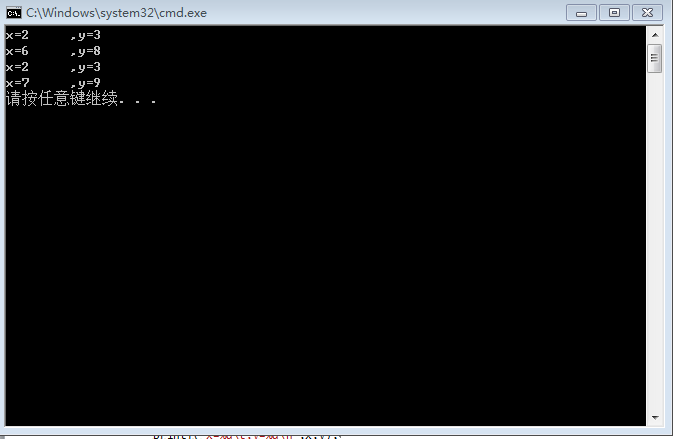 C:\Windows\system32\cmd.exe
x=2     ,y=3
x=6     ,y=8
x=2     ,y=3
x=7     ,y=9
请按任意键继续. . .